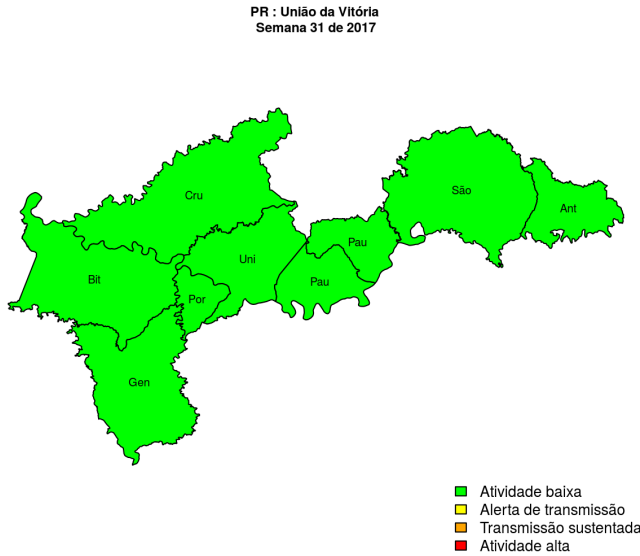 PR : União da Vitória
Semana 31 de 2017
Cru
São
Ant
Pau
Uni
Bit
Pau
Por
Gen
Atividade baixa
Alerta de transmissão
Transmissão sustentada
Atividade alta